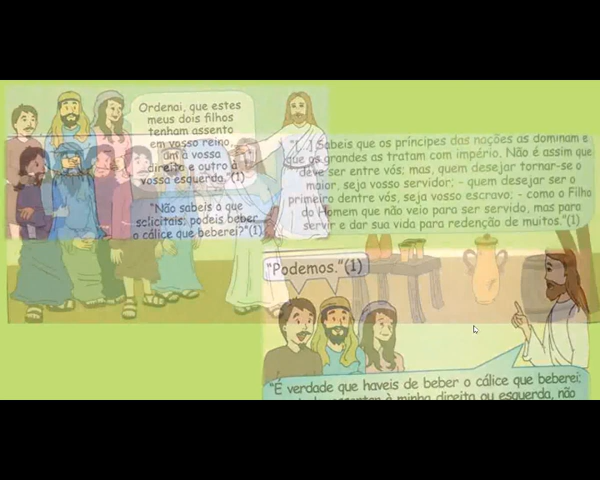 Ordenai, que estes
meus dois filhos
tenham assento
em vosso reino,
um à vossa
direita e outro à
vossa esquerda."(1)
"Não sabeis o que
solicitais; podeis beber
o cálice que beberei?"(1)
"[...] Sabeis que os príncipes das nações as dominam e
que os grandes as tratam com império. Não é assim que
deve ser entre vós; mas, quem desejar tornar-se o
maior, seja vosso servidor; - quem desejar ser o
primeiro dentre vós, seja vosso escravo; - como o Filho
do Homem que não veio para ser servido, mas para
servir e dar sua vida para redenção de muitos."(1)
"Podemos."(1)
"É verdade que haveis de beber o cálice que beberei;
à minha direita ou esquerda, não